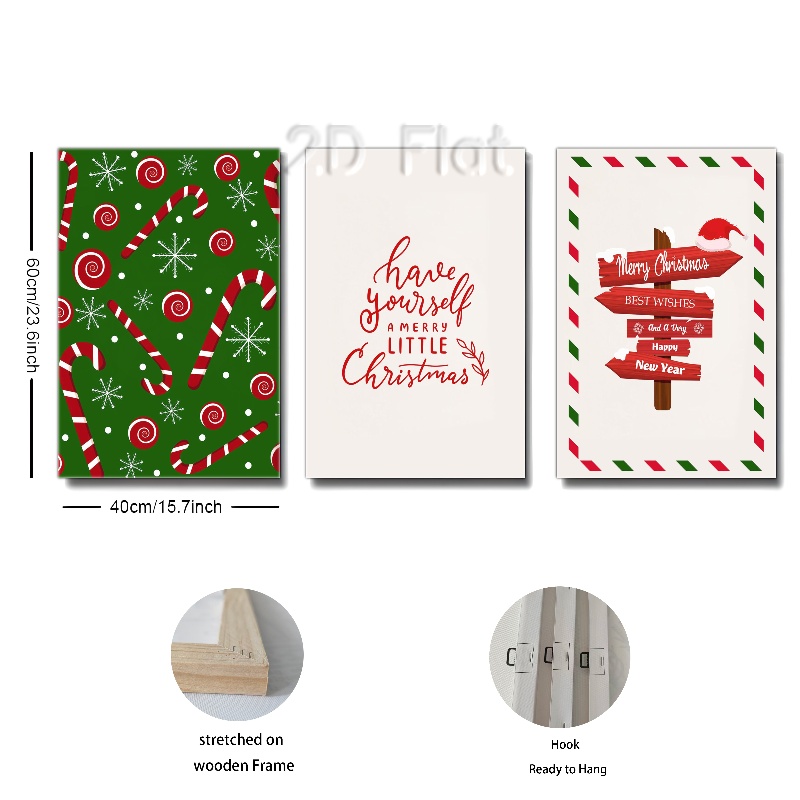 2D Flat
60cm/23.6inch
40cm/15.7inch
have
yourself
A MERRY
LITTLE
Christmas
Merry Christmas
BEST WISHES
And A Very
Happy
New Year
stretched on
wooden Frame
Hook
Ready to Hang